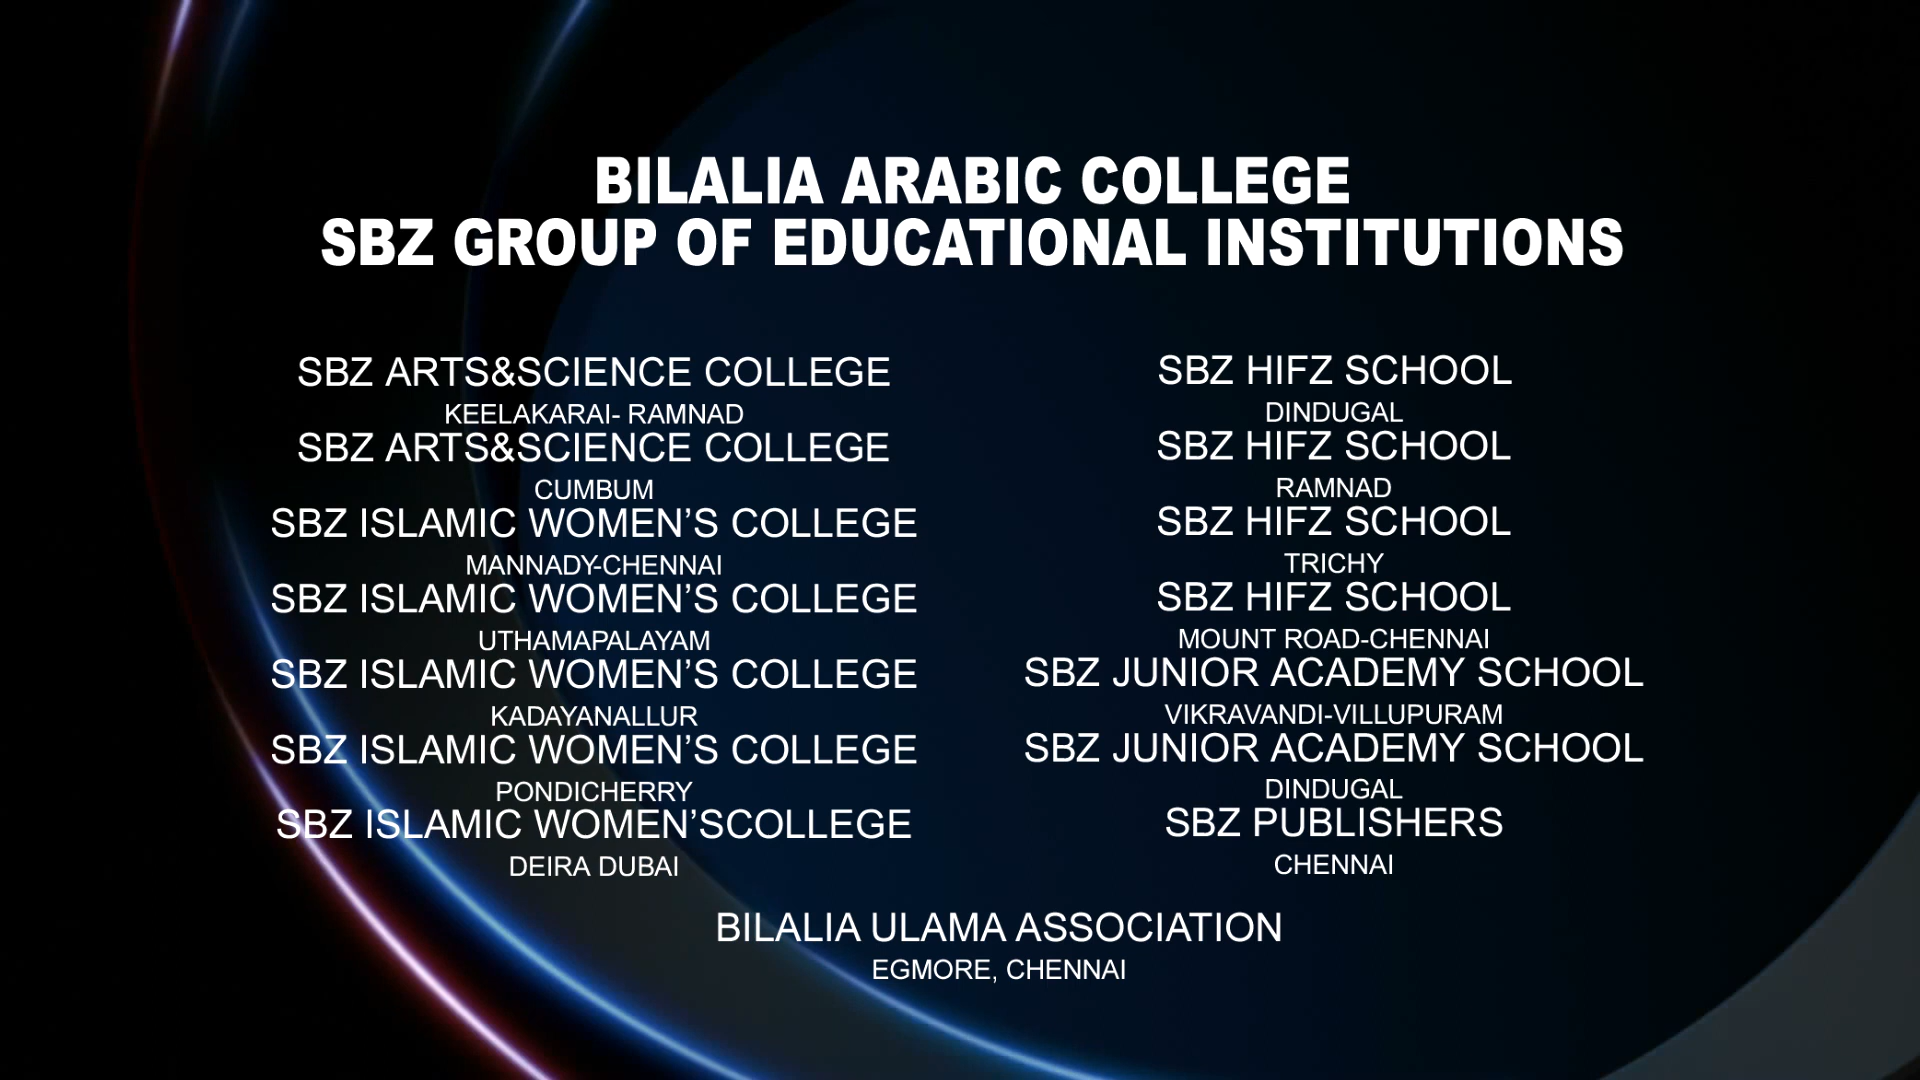 BILALIA ARABIC COLLEGE
SBZ GROUP OF EDUCATIONAL INSTITUTIONS
SBZ ARTS&SCIENCE COLLEGE
KEELAKARAI- RAMNAD
SBZ ARTS&SCIENCE COLLEGE
CUMBUM
SBZ ISLAMIC WOMEN’S COLLEGE
MANNADY-CHENNAI
SBZ ISLAMIC WOMEN’S COLLEGE
UTHAMAPALAYAM
SBZ ISLAMIC WOMEN’S COLLEGE
KADAYANALLUR
SBZ ISLAMIC WOMEN’S COLLEGE
PONDICHERRY
SBZ ISLAMIC WOMEN’SCOLLEGE
DEIRA DUBAI
SBZ HIFZ SCHOOL
DINDUGAL
SBZ HIFZ SCHOOL
RAMNAD
SBZ HIFZ SCHOOL
TRICHY
SBZ HIFZ SCHOOL
MOUNT ROAD-CHENNAI
SBZ JUNIOR ACADEMY SCHOOL
VIKRAVANDI-VILLUPURAM
SBZ JUNIOR ACADEMY SCHOOL
DINDUGAL
SBZ PUBLISHERS
CHENNAI
BILALIA ULAMA ASSOCIATION
EGMORE, CHENNAI